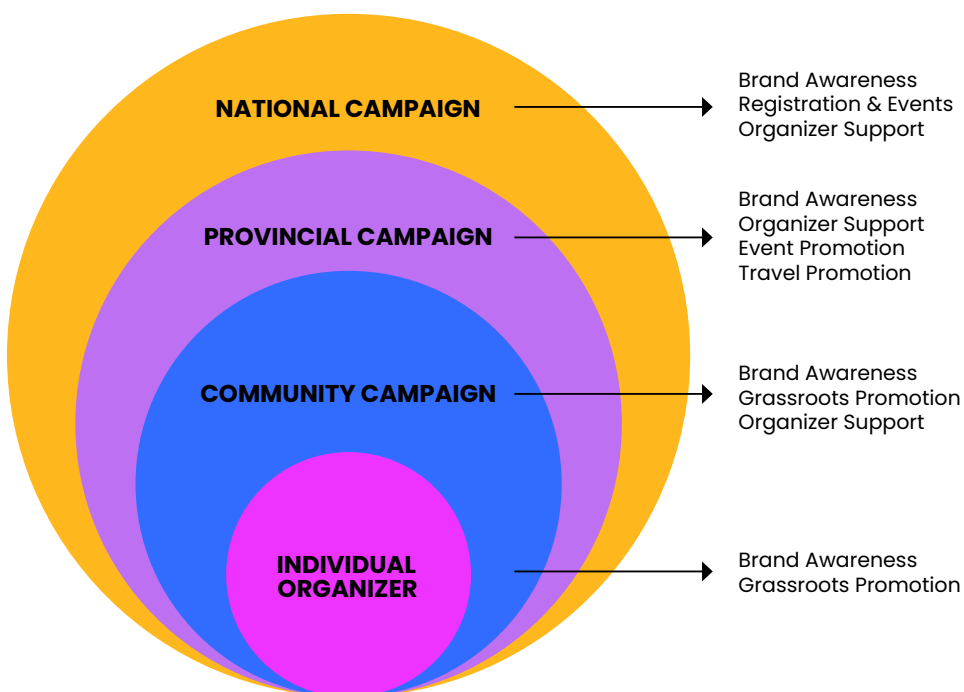 NATIONAL CAMPAIGN
Brand Awareness
Registration & Events
Organizer Support
PROVINCIAL CAMPAIGN
Brand Awareness
Organizer Support
Event Promotion
Travel Promotion
COMMUNITY CAMPAIGN
Brand Awareness
Grassroots Promotion
Organizer Support
INDIVIDUAL
ORGANIZER
Brand Awareness
Grassroots Promotion